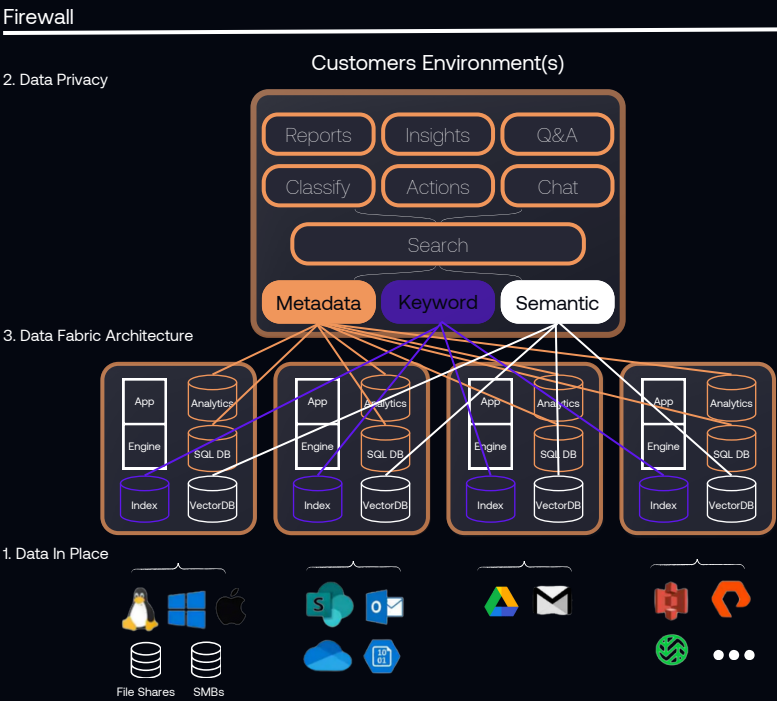 Firewall
Customers Environment(s)
2. Data Privacy
Reports Insights Q&A
Classify Actions Chat
Search
Metadata Keyword Semantic
3. Data Fabric Architecture
App Analytics App Analytics App Analytics App Analytics
Engine SQL DB Engine SQL DB Engine SQL DB Engine SQL DB
Index VectorDB Index VectorDB Index VectorDB Index VectorDB
1. Data In Place
S
O
10
01
File Shares SMBs